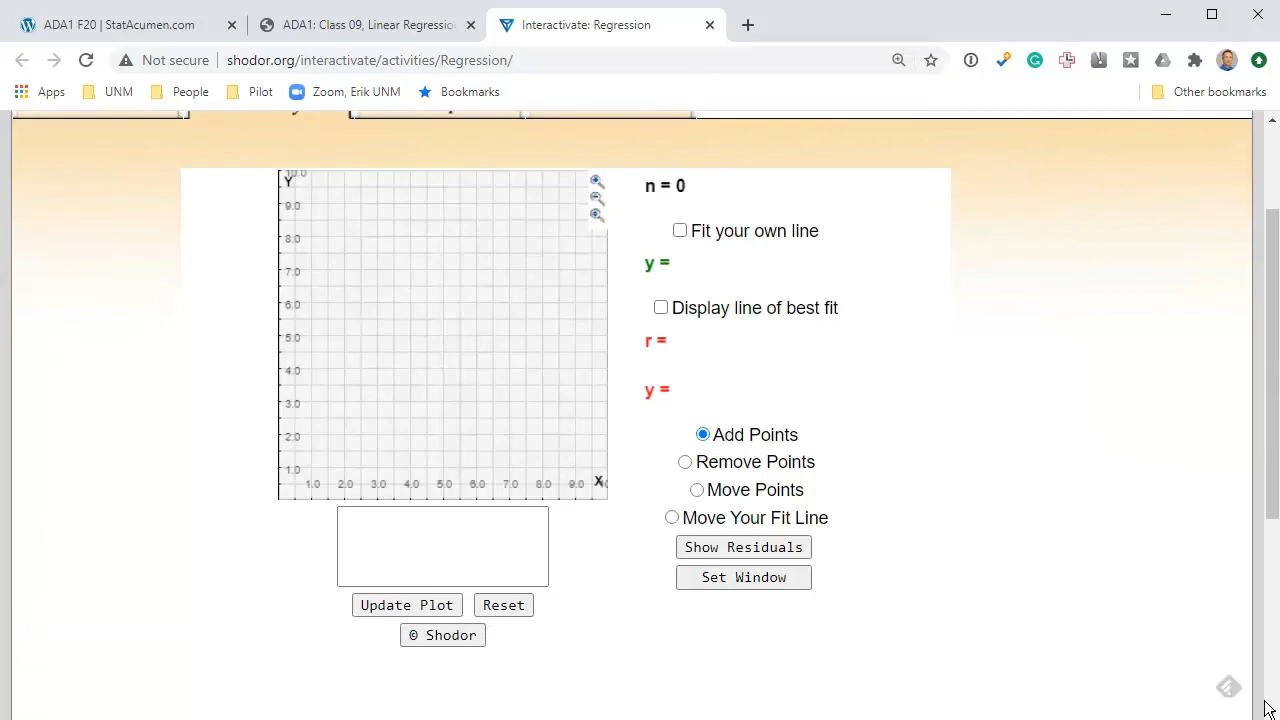 ADA1 F20 | StatAcumen.com
ADA1: Class 09, Linear Regressio
Interactivate: Regression
Not secure
shodor.org/interactivate/activities/Regression/
Apps
UNM
People
Pilot
Zoom, Erik UNM
Bookmarks
Other bookmarks
Y
10.0
9.0
8.0
7.0
6.0
5.0
4.0
3.0
2.0
1.0
1.0 2.0 3.0 4.0 5.0 6.0 7.0 8.0 9.0
X
n = 0
Fit your own line
y =
Display line of best fit
r =
y =
Add Points
Remove Points
Move Points
Move Your Fit Line
Show Residuals
Set Window
Update Plot
Reset
© Shodor